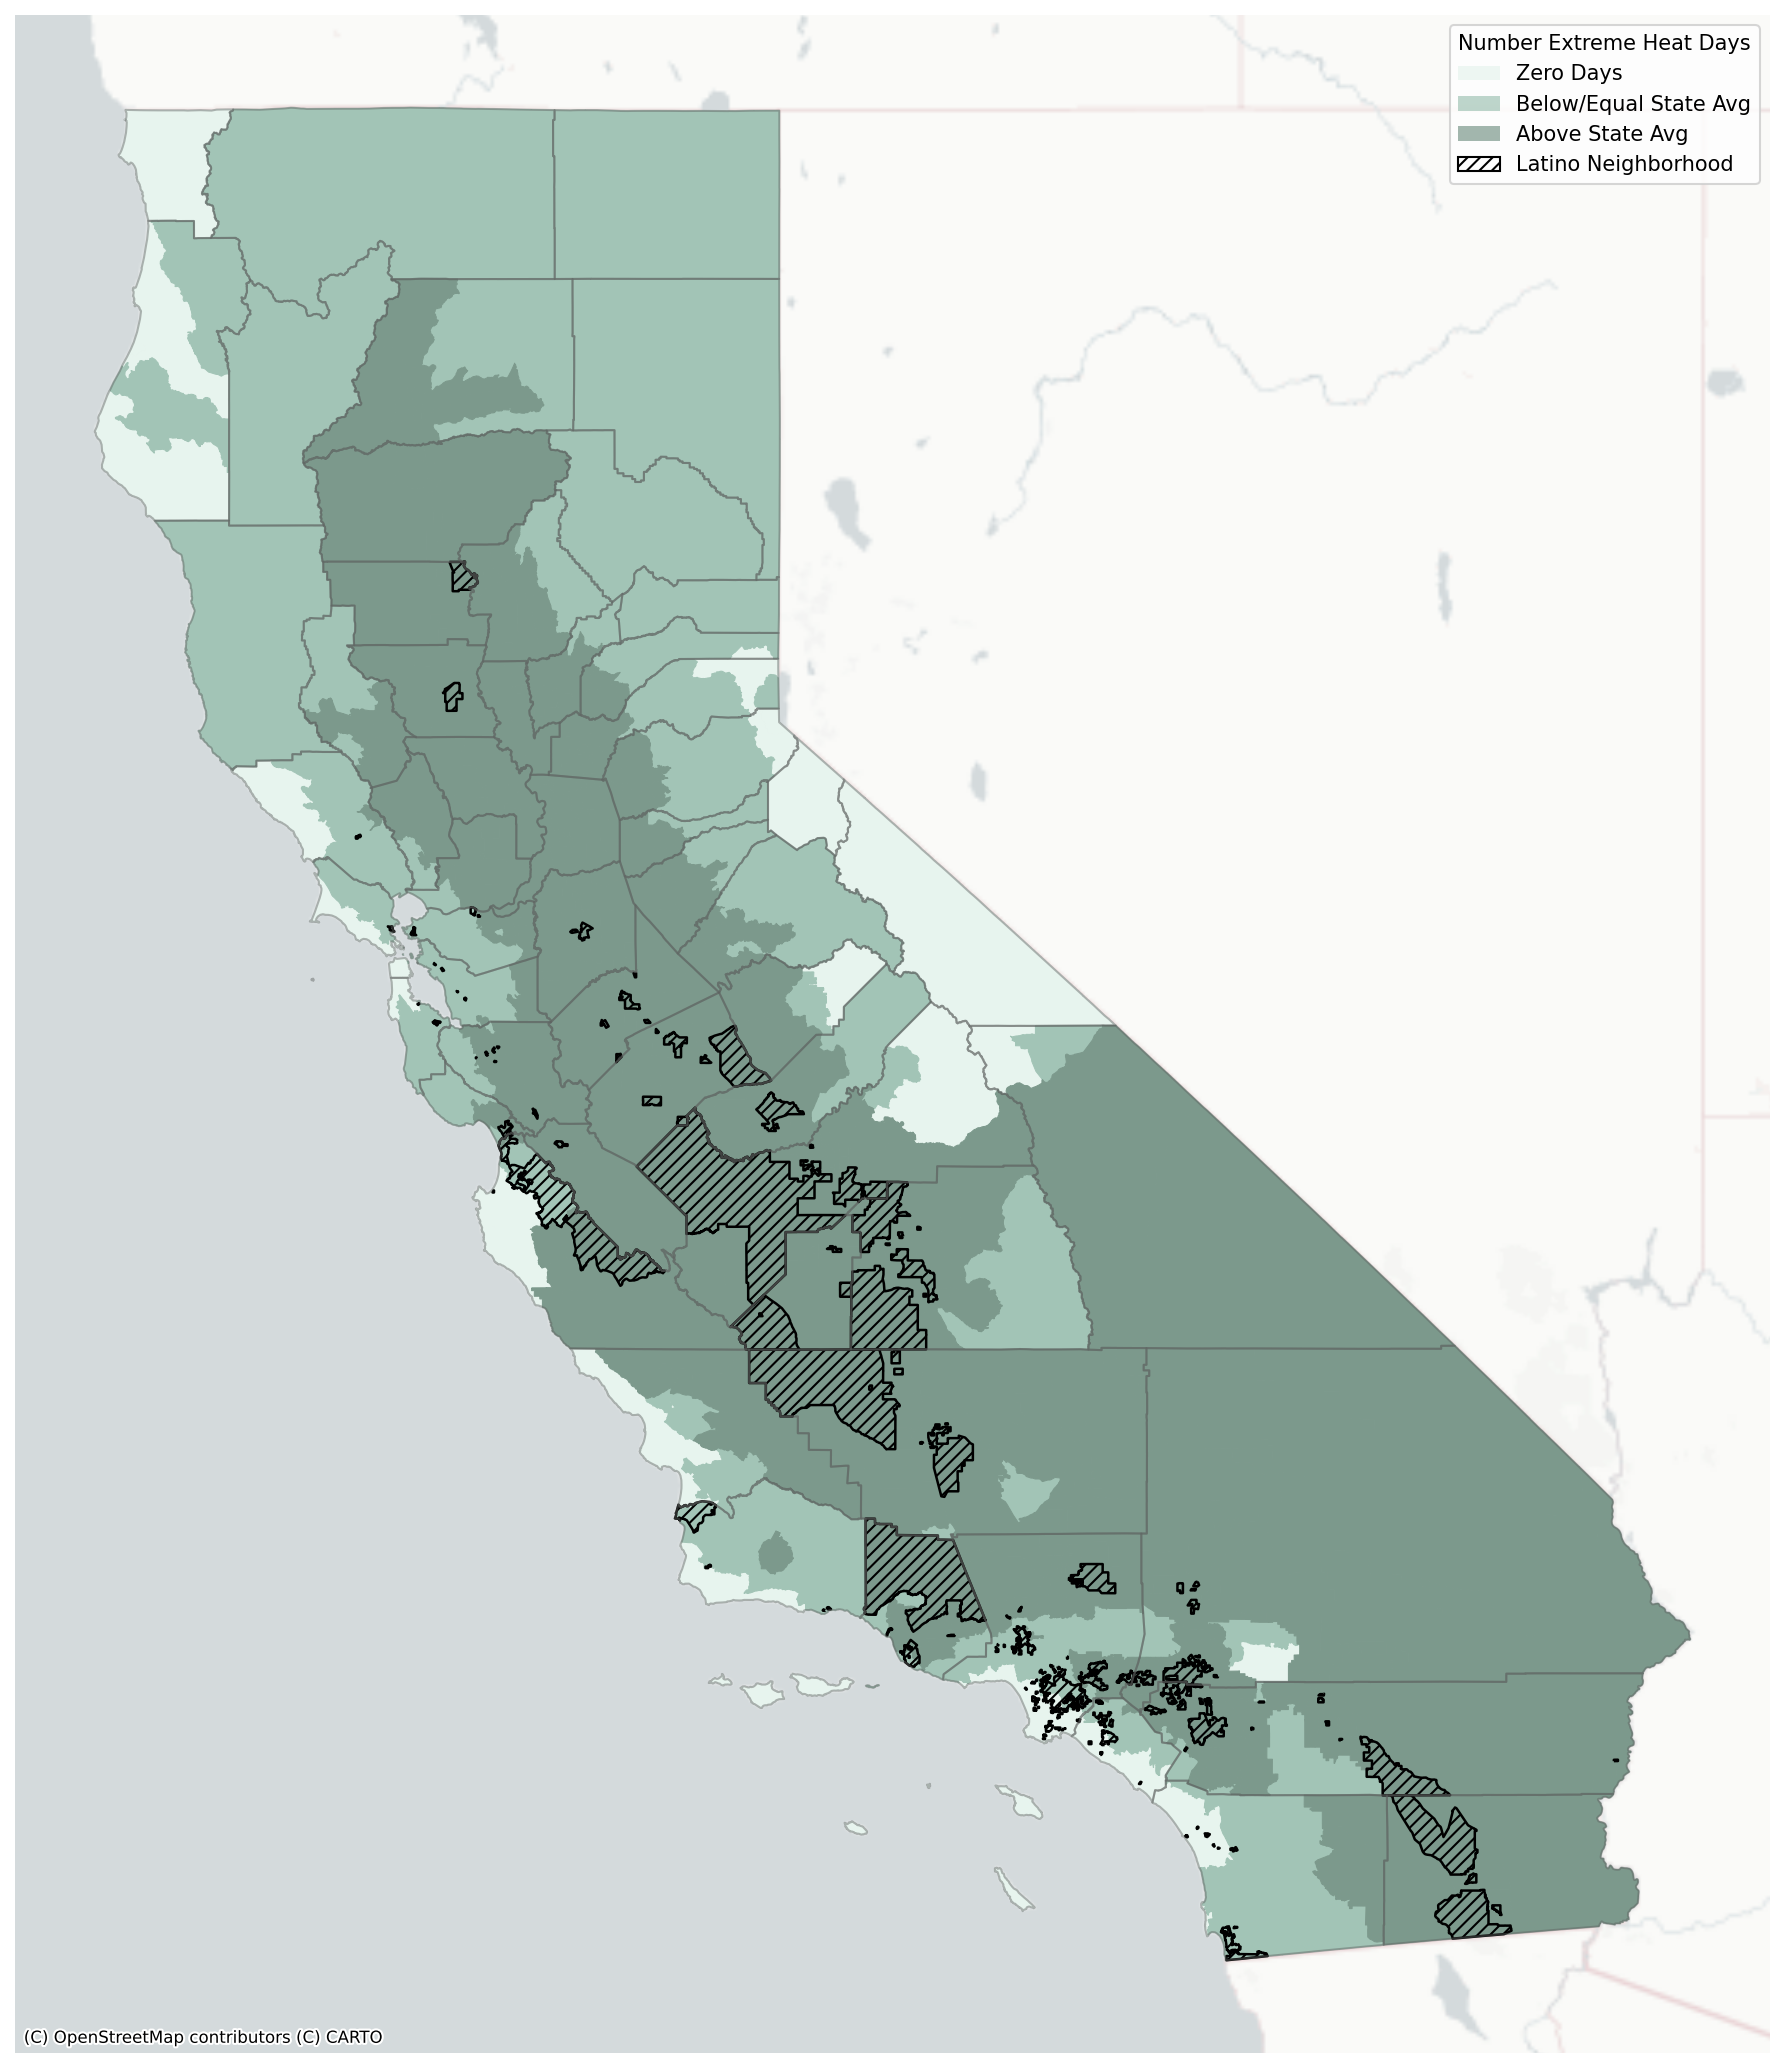 Number Extreme Heat Days
Zero Days
Below/Equal State Avg
Above State Avg
Latino Neighborhood
(C) OpenStreetMap contributors (C) CARTO